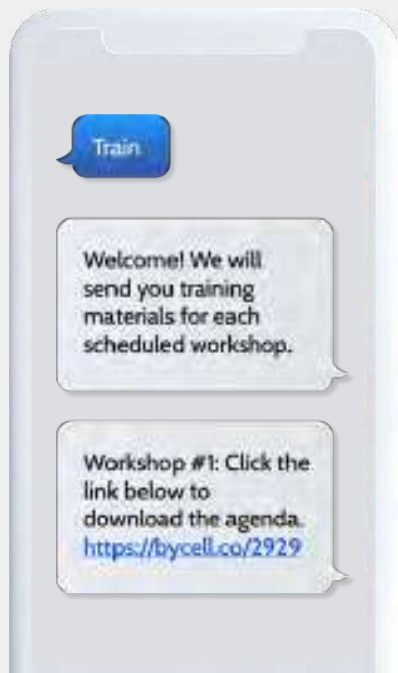 Train
Welcome! We will
send you training
materials for each
scheduled workshop.
Workshop #1: Click the
link below to
download the agenda.
https://bycell.co/2929